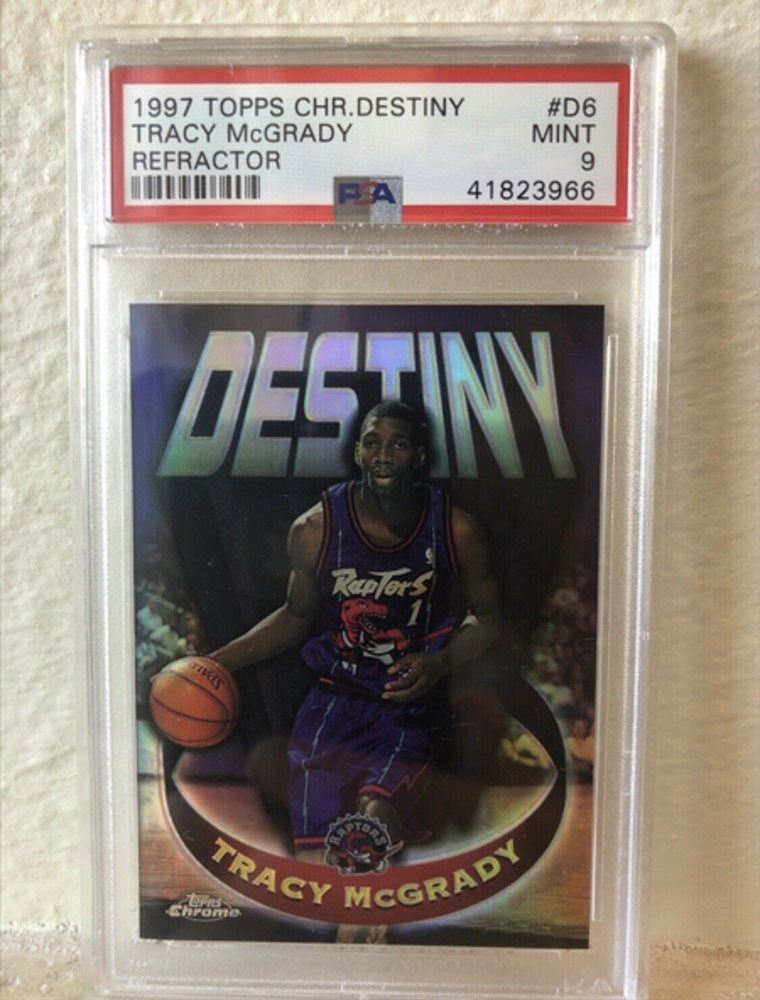 1997 TOPPS CHR.DESTINY #D6
TRACY McGRADY MINT
REFRACTOR 9
PSA 41823966
DESTINY
RAPTORS
1
SPALDING
RAPTORS
TRACY McGRADY
Topps
Chrome